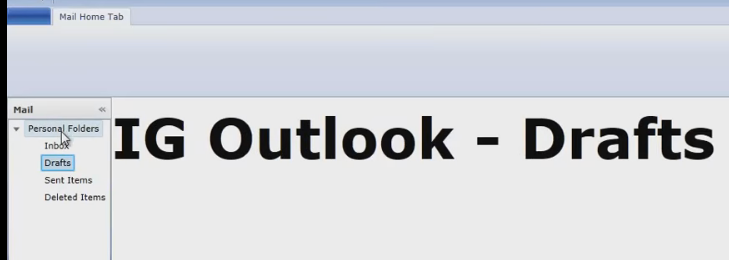 Mail Home Tab
Mail
Personal Folders
Inbox
Drafts
Sent Items
Deleted Items
IG Outlook - Drafts